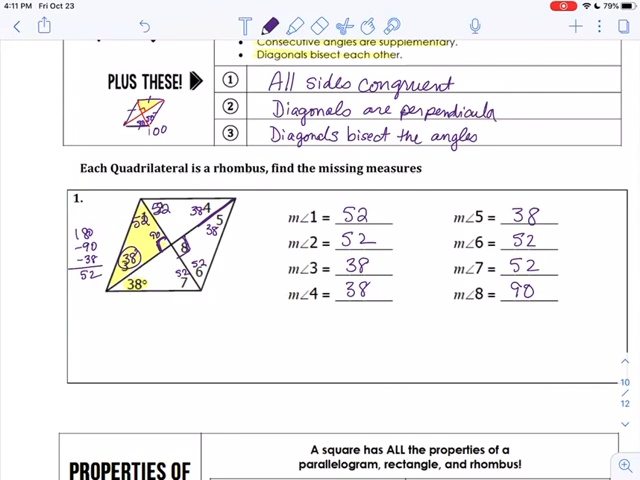 4:11 PM Fri Oct 23
79%
Consecutive angles are supplementary.
Diagonals bisect each other.
PLUS THESE!
100
1 All sides congruent
2 Diagonals are perpendicula
3 Diagonals bisect the angles
Each Quadrilateral is a rhombus, find the missing measures
1.
180
-90
-38
52
52 52 38 4
5
38
90
8
38
52 6
52 7
38°
m∠1 = 52
m∠2 = 52
m∠3 = 38
m∠4 = 38
m∠5 = 38
m∠6 = 52
m∠7 = 52
m∠8 = 90
10
/
12
PROPERTIES OF
A square has ALL the properties of a
parallelogram, rectangle, and rhombus!